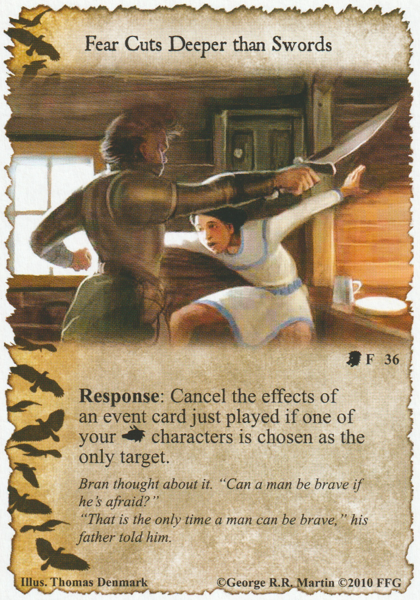 Fear Cuts Deeper than Swords
F 36
Response: Cancel the effects of
an event card just played if one of
your characters is chosen as the
only target.
Bran thought about it. “Can a man be brave if
he’s afraid?”
“That is the only time a man can be brave,” his
father told him.
Illus. Thomas Denmark ©George R.R. Martin ©2010 FFG